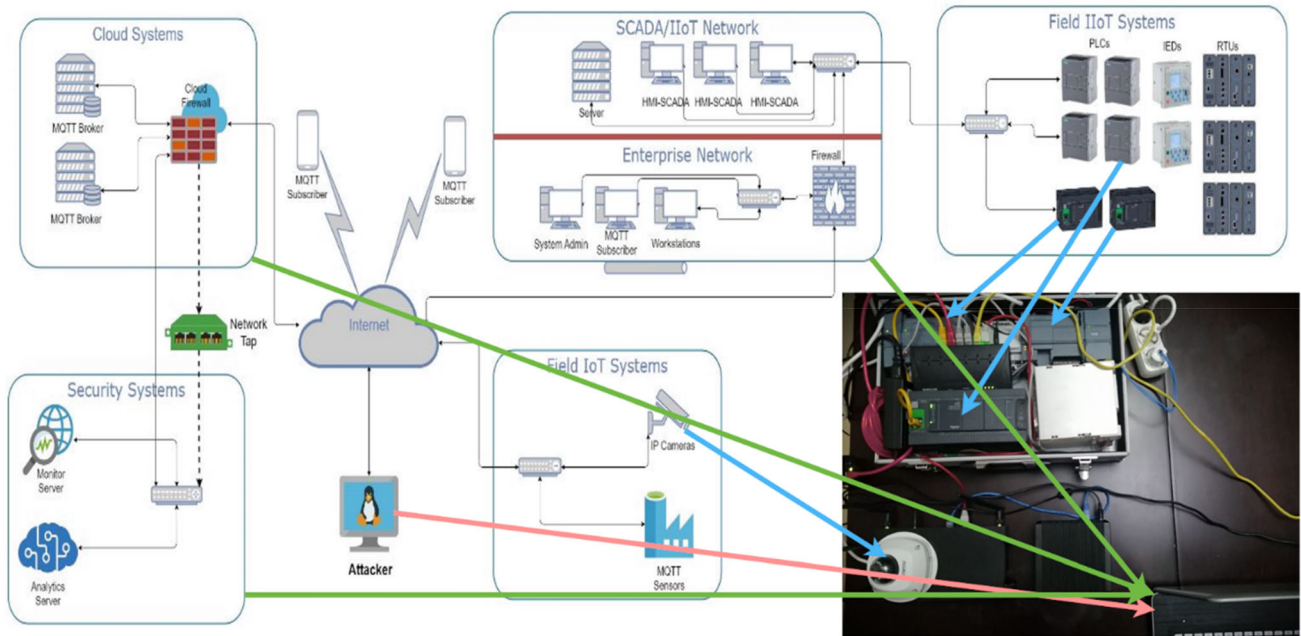 Cloud Systems
MQTT Broker
MQTT Broker
Cloud
Firewall
MQTT
Subscriber
MQTT
Subscriber
SCADA/IIoT Network
Server
HMI-SCADA
HMI-SCADA
HMI-SCADA
Enterprise Network
Firewall
System Admin
MQTT
Subscriber
Workstations
Field IIoT Systems
PLCs
IEDs
RTUs
Network
Tap
Internet
Security Systems
Monitor
Server
Analytics
Server
Attacker
Field IoT Systems
IP Cameras
MQTT
Sensors